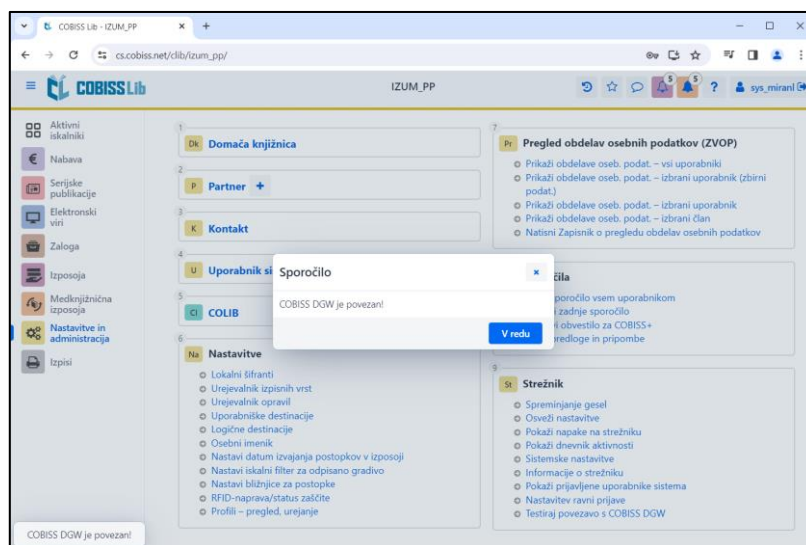 COBISS Lib - IZUM_PP
cs.cobiss.net/clib/izum_pp/
COBISS Lib
IZUM_PP
5
5
?
sys_miranl
Aktivni
iskalniki
€ Nabava
Serijske
publikacije
Elektronski
viri
Zaloga
Izposoja
Medknjižnična
izposoja
Nastavitve in
administracija
Izpisi
1
Dk Domača knjižnica
2
P Partner +
3
K Kontakt
4
U Uporabnik si
5
Cl COLIB
6
Na Nastavitve
Lokalni šifranti
Urejevalnik izpisnih vrst
Urejevalnik opravil
Uporabniške destinacije
Logične destinacije
Osebni imenik
Nastavi datum izvajanja postopkov v izposoji
Nastavi iskalni filter za odpisano gradivo
Nastavi bližnjice za postopke
RFID-naprava/status zaščite
Profili – pregled, urejanje
7
Pr Pregled obdelav osebnih podatkov (ZVOP)
Prikaži obdelave oseb. podat. – vsi uporabniki
Prikaži obdelave oseb. podat. – izbrani uporabnik (zbirni
podat.)
Prikaži obdelave oseb. podat. – izbrani uporabnik
Prikaži obdelave oseb. podat. – izbrani član
Natisni Zapisnik o pregledu obdelav osebnih podatkov
čila
poročilo vsem uporabnikom
zadnje sporočilo
obvestilo za COBISS+
predloge in pripombe
9
St Strežnik
Spreminjanje gesel
Osveži nastavitve
Pokaži napake na strežniku
Pokaži dnevnik aktivnosti
Sistemske nastavitve
Informacije o strežniku
Pokaži prijavljene uporabnike sistema
Nastavitev ravni prijave
Testiraj povezavo s COBISS DGW
Sporočilo
COBISS DGW je povezan!
V redu
COBISS DGW je povezan!